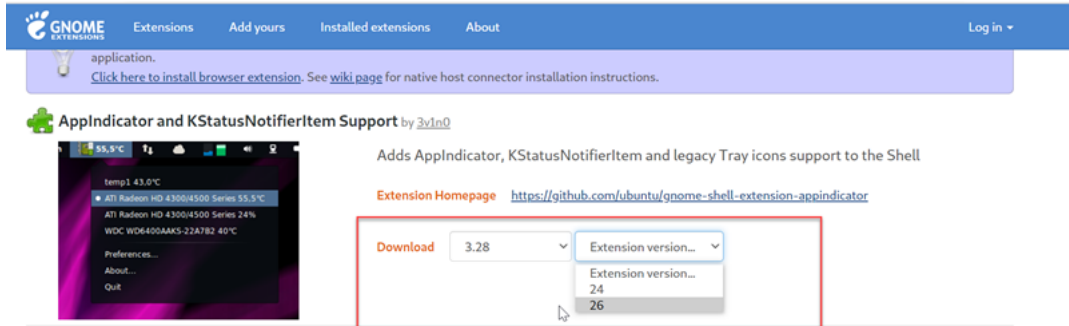 GNOME
EXTENSIONS
Extensions
Add yours
Installed extensions
About
Log in
application.
Click here to install browser extension. See wiki page for native host connector installation instructions.
AppIndicator and KStatusNotifierItem Support by 3v1n0
55,5°C
temp1 43,0°C
ATI Radeon HD 4300/4500 Series 55,5°C
ATI Radeon HD 4300/4500 Series 24%
WDC WD6400AAKS-22A7B2 40°C
Preferences...
About...
Quit
Adds AppIndicator, KStatusNotifierItem and legacy Tray icons support to the Shell
Extension Homepage https://github.com/ubuntu/gnome-shell-extension-appindicator
Download 3.28 Extension version...
Extension version...
24
26